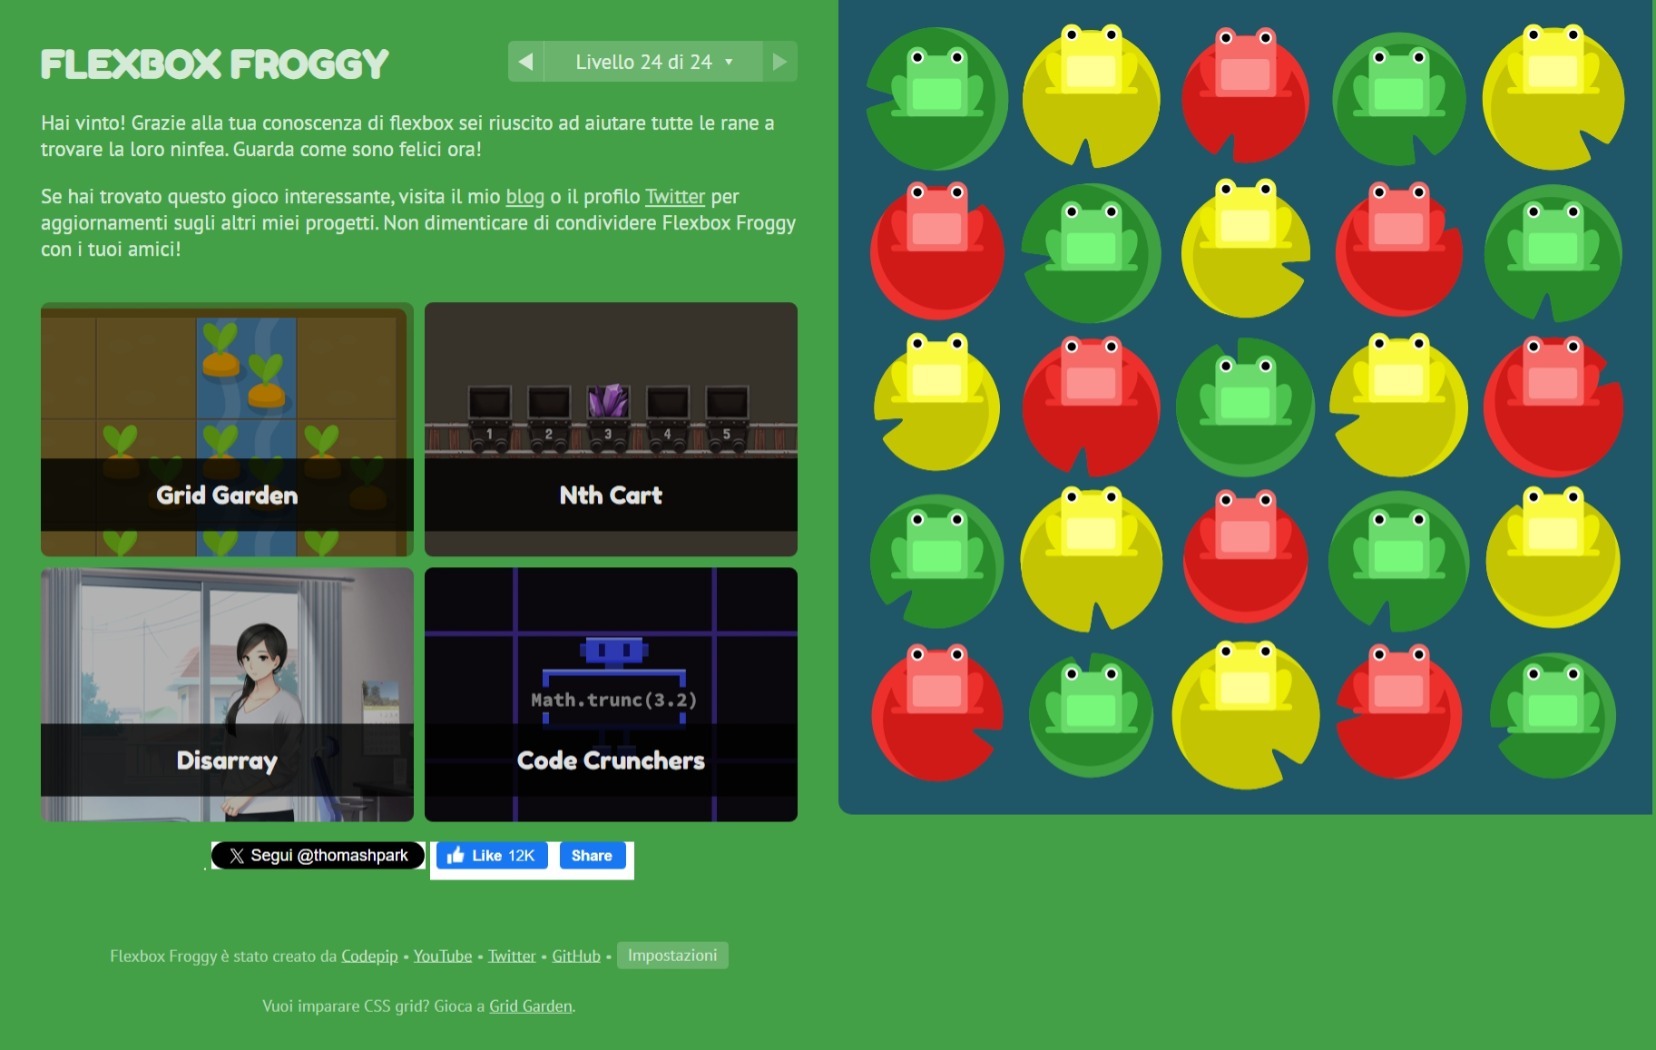 FLEXBOX FROGGY
Livello 24 di 24
Hai vinto! Grazie alla tua conoscenza di flexbox sei riuscito ad aiutare tutte le rane a
trovare la loro ninfea. Guarda come sono felici ora!
Se hai trovato questo gioco interessante, visita il mio blog o il profilo Twitter per
aggiornamenti sugli altri miei progetti. Non dimenticare di condividere Flexbox Froggy
con i tuoi amici!
1 2 3 4 5
Grid Garden
Nth Cart
Math.trunc(3.2)
Disarray
Code Crunchers
Segui @thomashpark
Like 12K
Share
Flexbox Froggy è stato creato da Codepip • YouTube • Twitter • GitHub • Impostazioni
Vuoi imparare CSS grid? Gioca a Grid Garden.